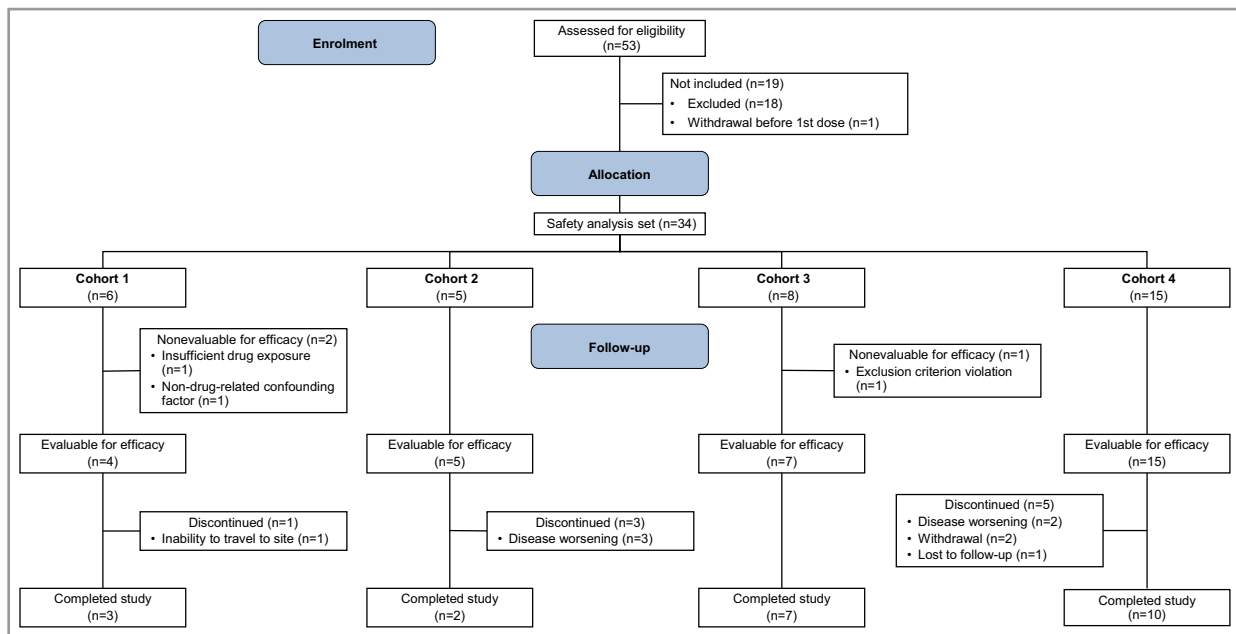 Enrolment
Assessed for eligibility
(n=53)
Not included (n=19)
• Excluded (n=18)
• Withdrawal before 1st dose (n=1)
Allocation
Safety analysis set (n=34)
Cohort 1
(n=6)
Cohort 2
(n=5)
Cohort 3
(n=8)
Cohort 4
(n=15)
Nonevaluable for efficacy (n=2)
• Insufficient drug exposure
(n=1)
• Non-drug-related confounding
factor (n=1)
Follow-up
Nonevaluable for efficacy (n=1)
• Exclusion criterion violation
(n=1)
Evaluable for efficacy
(n=4)
Evaluable for efficacy
(n=5)
Evaluable for efficacy
(n=7)
Evaluable for efficacy
(n=15)
Discontinued (n=1)
• Inability to travel to site (n=1)
Discontinued (n=3)
• Disease worsening (n=3)
Discontinued (n=5)
• Disease worsening (n=2)
• Withdrawal (n=2)
• Lost to follow-up (n=1)
Completed study
(n=3)
Completed study
(n=2)
Completed study
(n=7)
Completed study
(n=10)